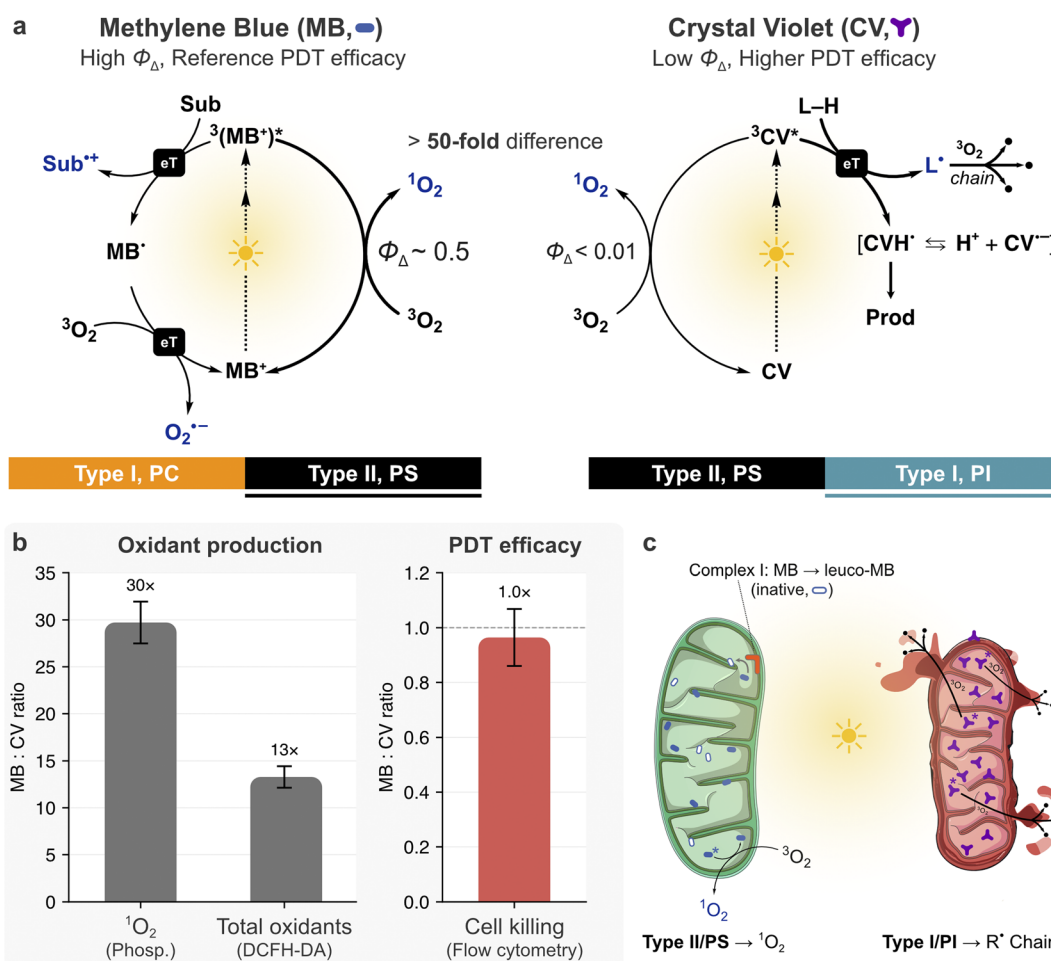 a
Methylene Blue (MB, )
High Φ_Δ, Reference PDT efficacy
Crystal Violet (CV, )
Low Φ_Δ, Higher PDT efficacy
Sub
³(MB⁺)*
Sub•⁺
eT
MB•
³O₂
eT
MB⁺
O₂•⁻
¹O₂
Φ_Δ ~ 0.5
³O₂
> 50-fold difference
L–H
³CV*
¹O₂
eT
L•
³O₂
chain
Φ_Δ < 0.01
[CVH• ⇆ H⁺ + CV•⁻]
³O₂
Prod
CV
Type I, PC
Type II, PS
Type II, PS
Type I, PI
b
Oxidant production
MB : CV ratio
35
30
25
20
15
10
5
0
30×
13×
¹O₂
(Phosp.)
Total oxidants
(DCFH-DA)
PDT efficacy
MB : CV ratio
1.2
1.0
0.8
0.6
0.4
0.2
0.0
1.0×
Cell killing
(Flow cytometry)
c
Complex I: MB → leuco-MB
(inative, )
*
³O₂
¹O₂
Type II/PS → ¹O₂
*
³O₂
³O₂
*
*
³O₂
Type I/PI → R• Chain